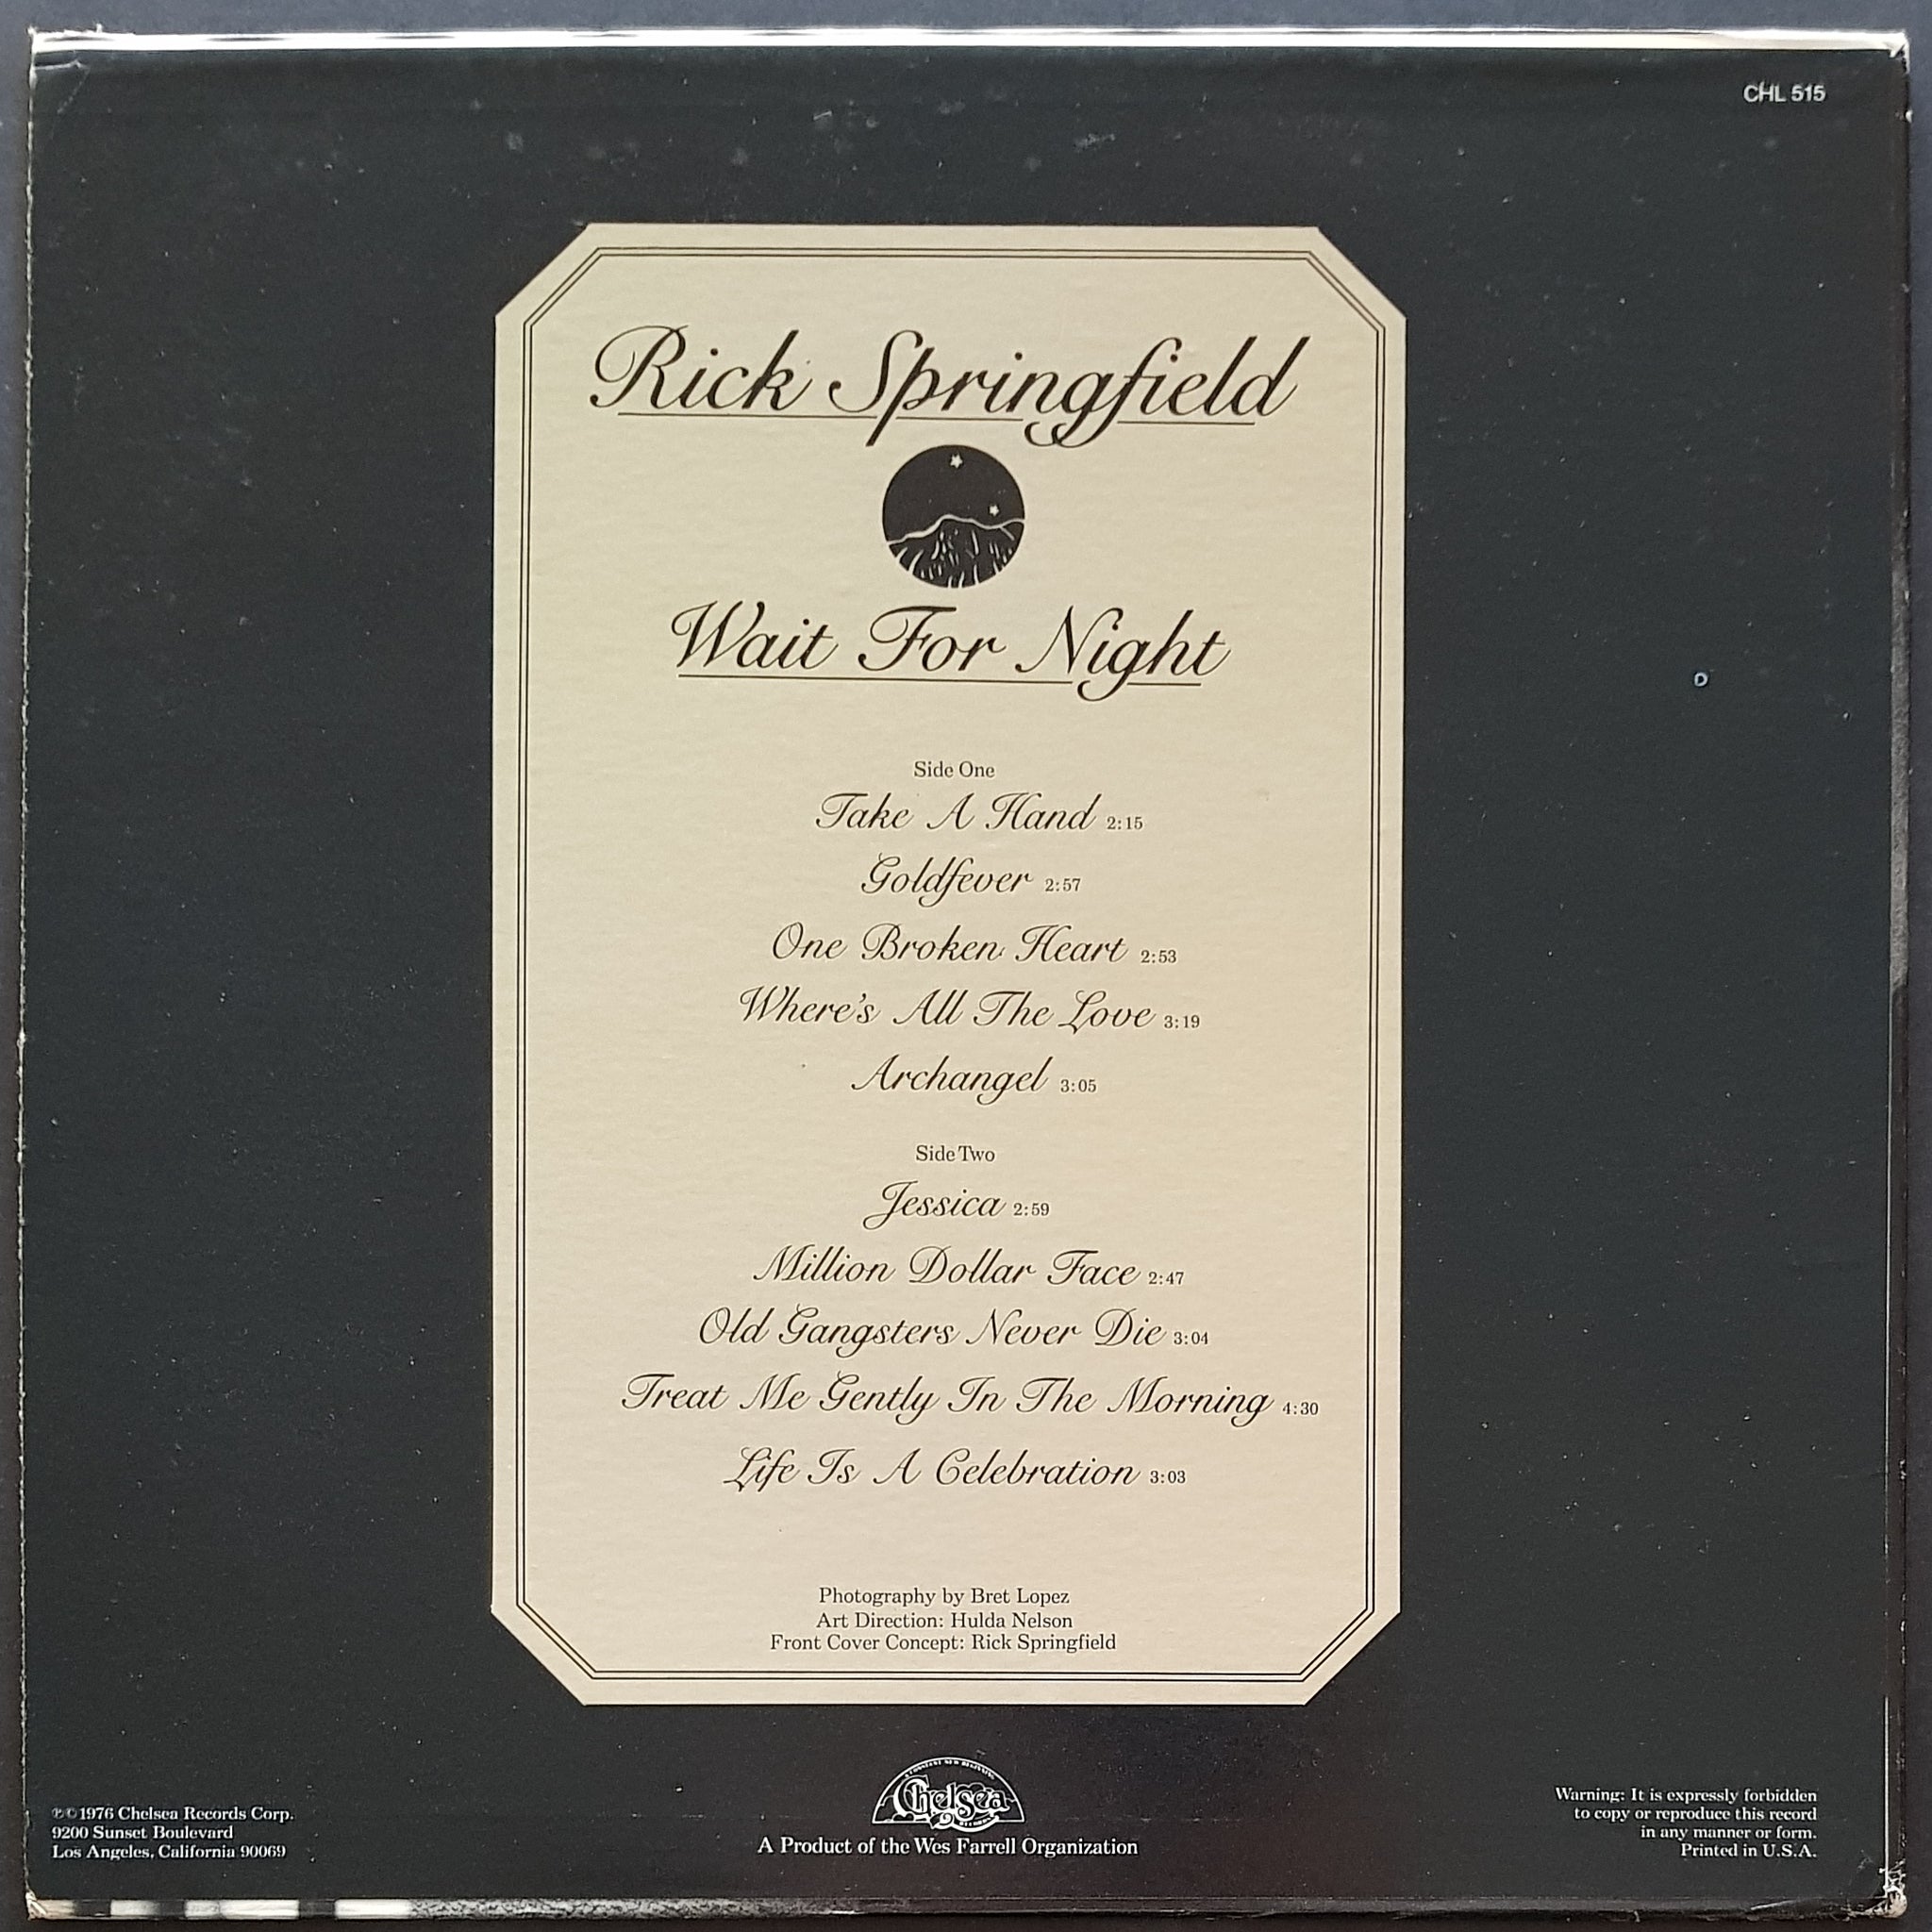 CHL 515
Rick Springfield
Wait For Night
Side One
Take A Hand 2:15
Goldfever 2:57
One Broken Heart 2:53
Where's All The Love 3:19
Archangel 3:05
Side Two
Jessica 2:59
Million Dollar Face 2:47
Old Gangsters Never Die 3:04
Treat Me Gently In The Morning 4:30
Life Is A Celebration 3:03
Photography by Bret Lopez
Art Direction: Hulda Nelson
Front Cover Concept: Rick Springfield
℗©1976 Chelsea Records Corp.
9200 Sunset Boulevard
Los Angeles, California 90069
Chelsea
A Product of the Wes Farrell Organization
Warning: It is expressly forbidden
to copy or reproduce this record
in any manner or form.
Printed in U.S.A.